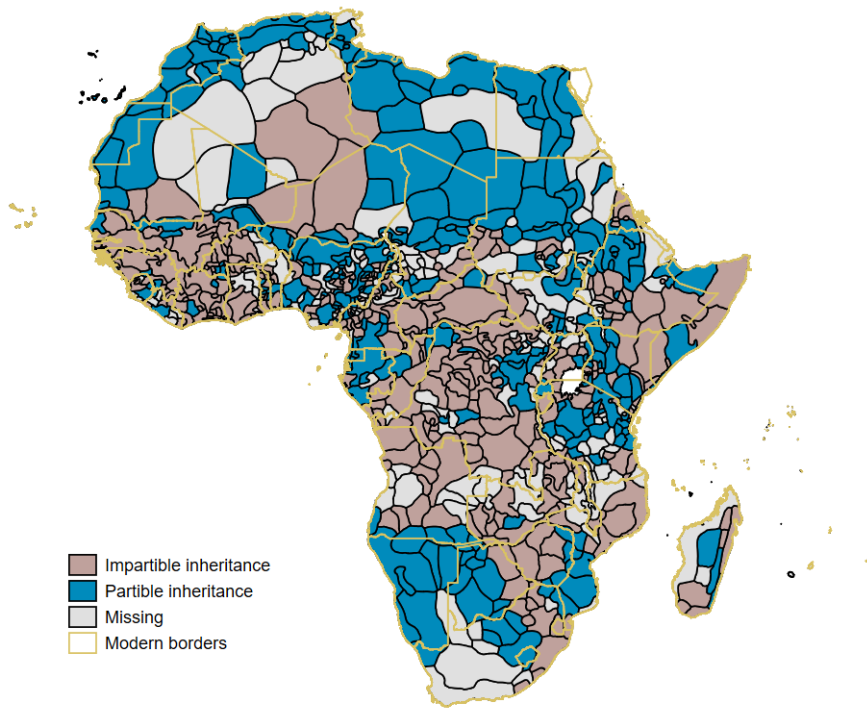 Impartible inheritance
Partible inheritance
Missing
Modern borders